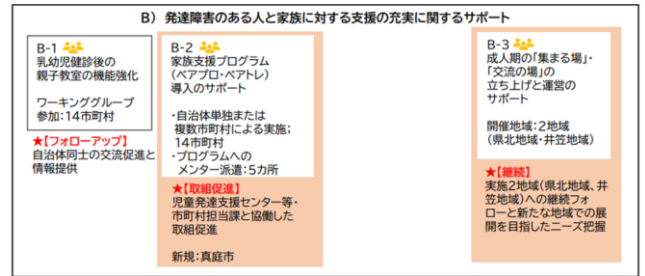 B） 発達障害のある人と家族に対する支援の充実に関するサポート
B-1
乳幼児健診後の
親子教室の機能強化
ワーキンググループ
参加：14市町村
★【フォローアップ】
自治体同士の交流促進と
情報提供
B-2
家族支援プログラム
（ペアプロ・ペアトレ）
導入のサポート
・自治体単独または
複数市町村による実施；
14市町村
・プログラムへの
メンター派遣：5カ所
★【取組促進】
児童発達支援センター等・
市町村担当課と協働した
取組促進
新規：真庭市
B-3
成人期の「集まる場」・
「交流の場」の
立ち上げと運営の
サポート
開催地域：2地域
（県北地域・井笠地域）
★【継続】
実施2地域（県北地域、井
笠地域）への継続フォ
ローと新たな地域での展
開を目指したニーズ把握